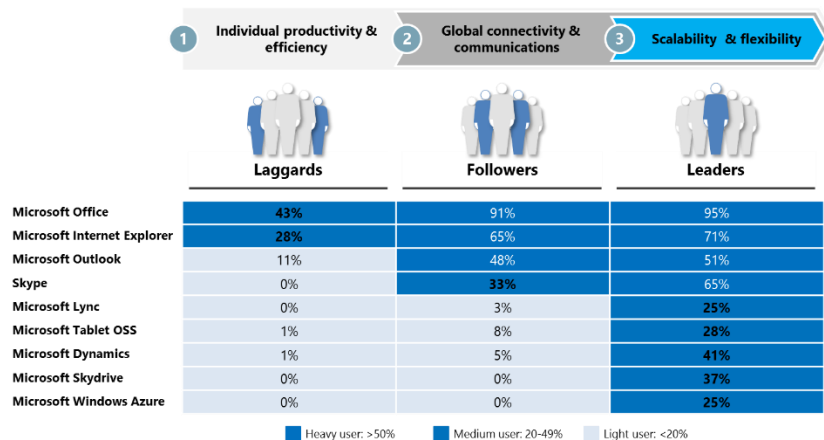 1 Individual productivity & efficiency
2 Global connectivity & communications
3 Scalability & flexibility
Laggards Followers Leaders
Microsoft Office 43% 91% 95%
Microsoft Internet Explorer 28% 65% 71%
Microsoft Outlook 11% 48% 51%
Skype 0% 33% 65%
Microsoft Lync 0% 3% 25%
Microsoft Tablet OSS 1% 8% 28%
Microsoft Dynamics 1% 5% 41%
Microsoft Skydrive 0% 0% 37%
Microsoft Windows Azure 0% 0% 25%
Heavy user: >50% Medium user: 20-49% Light user: <20%